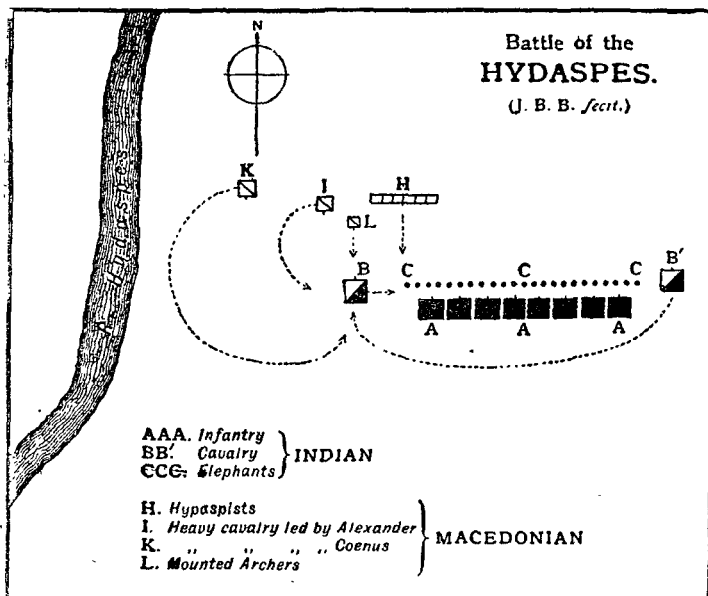 Battle of the
HYDASPES.
(J. B. B. fecit.)
N
R. Hydaspes
K
I
H
L
B
C
C
C
B′
A
A
A
AAA. Infantry
BB′. Cavalry
CCC. Elephants
INDIAN
H. Hypaspists
I. Heavy cavalry led by Alexander
K. „ „ „ „ Coenus
L. Mounted Archers
MACEDONIAN